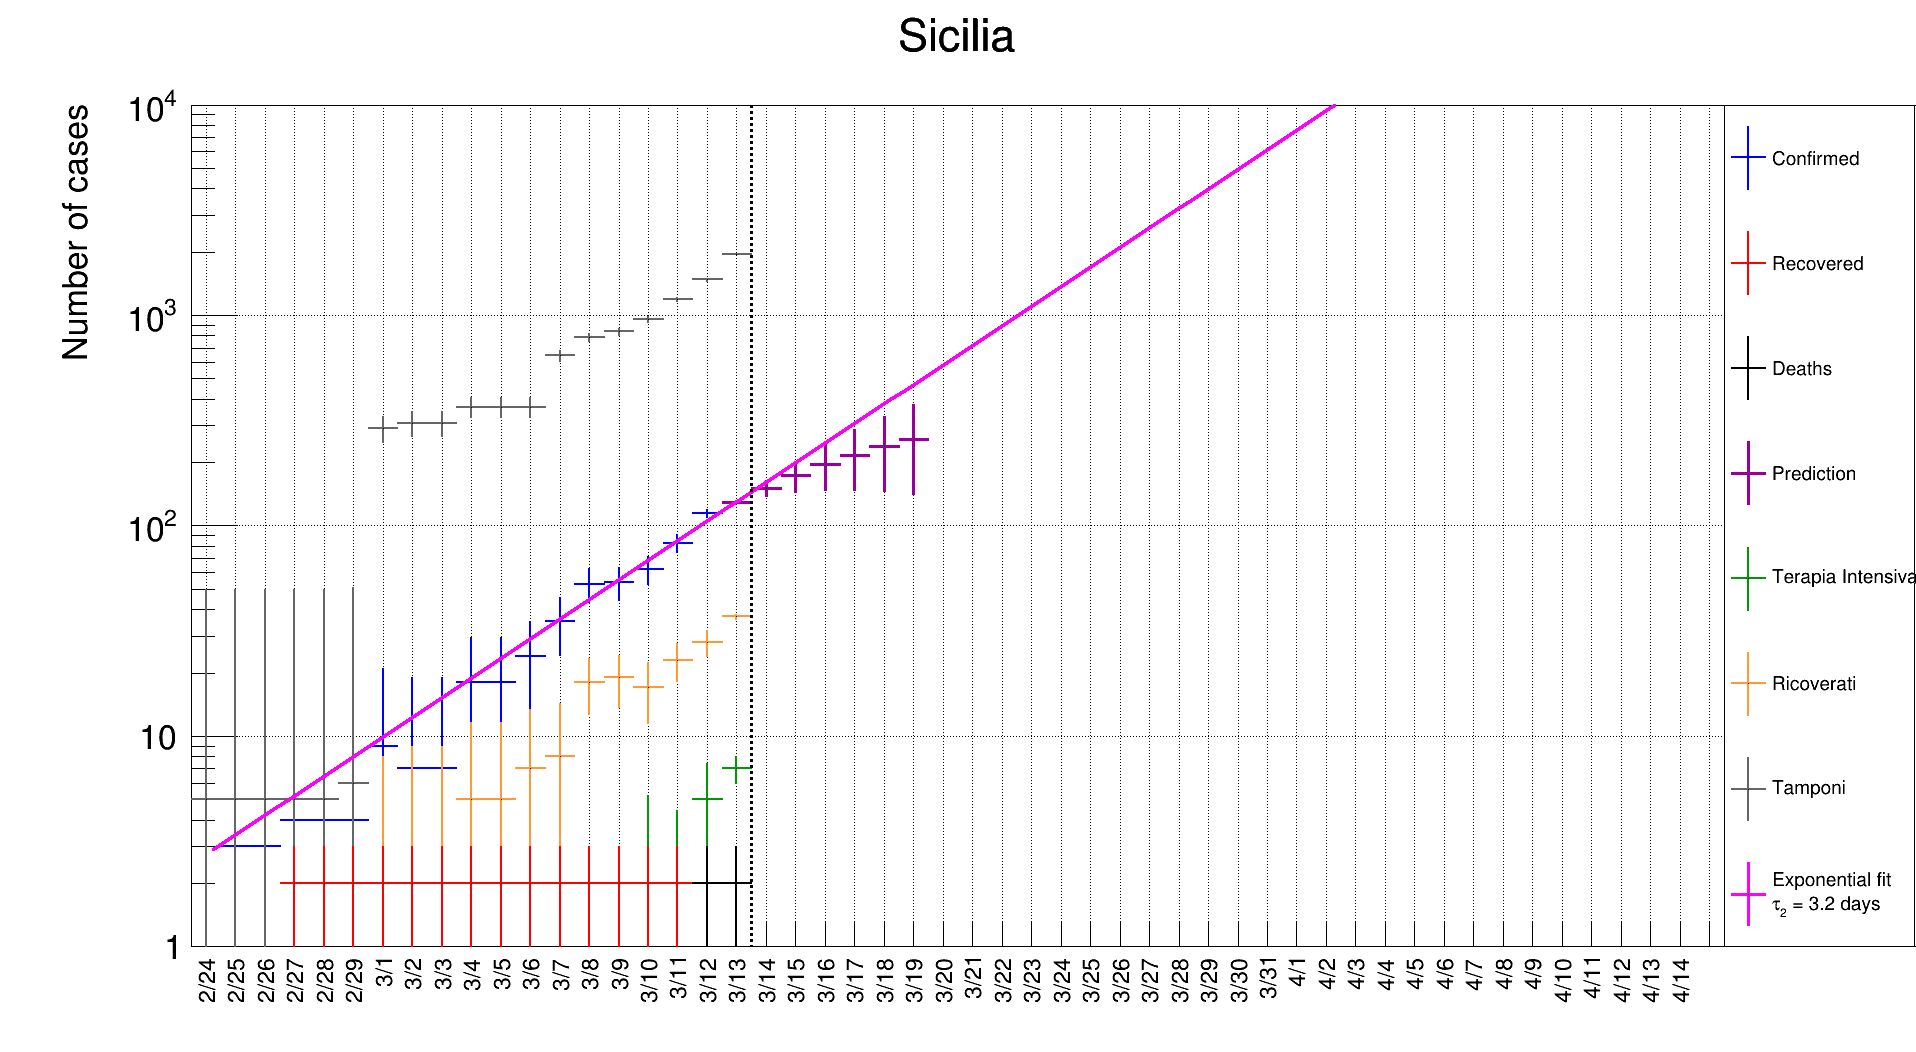 Sicilia
Number of cases
10^4
10^3
10^2
10
1
2/24 2/25 2/26 2/27 2/28 2/29 3/1 3/2 3/3 3/4 3/5 3/6 3/7 3/8 3/9 3/10 3/11 3/12 3/13 3/14 3/15 3/16 3/17 3/18 3/19 3/20 3/21 3/22 3/23 3/24 3/25 3/26 3/27 3/28 3/29 3/30 3/31 4/1 4/2 4/3 4/4 4/5 4/6 4/7 4/8 4/9 4/10 4/11 4/12 4/13 4/14
Confirmed
Recovered
Deaths
Prediction
Terapia Intensiva
Ricoverati
Tamponi
Exponential fit
τ₂ = 3.2 days